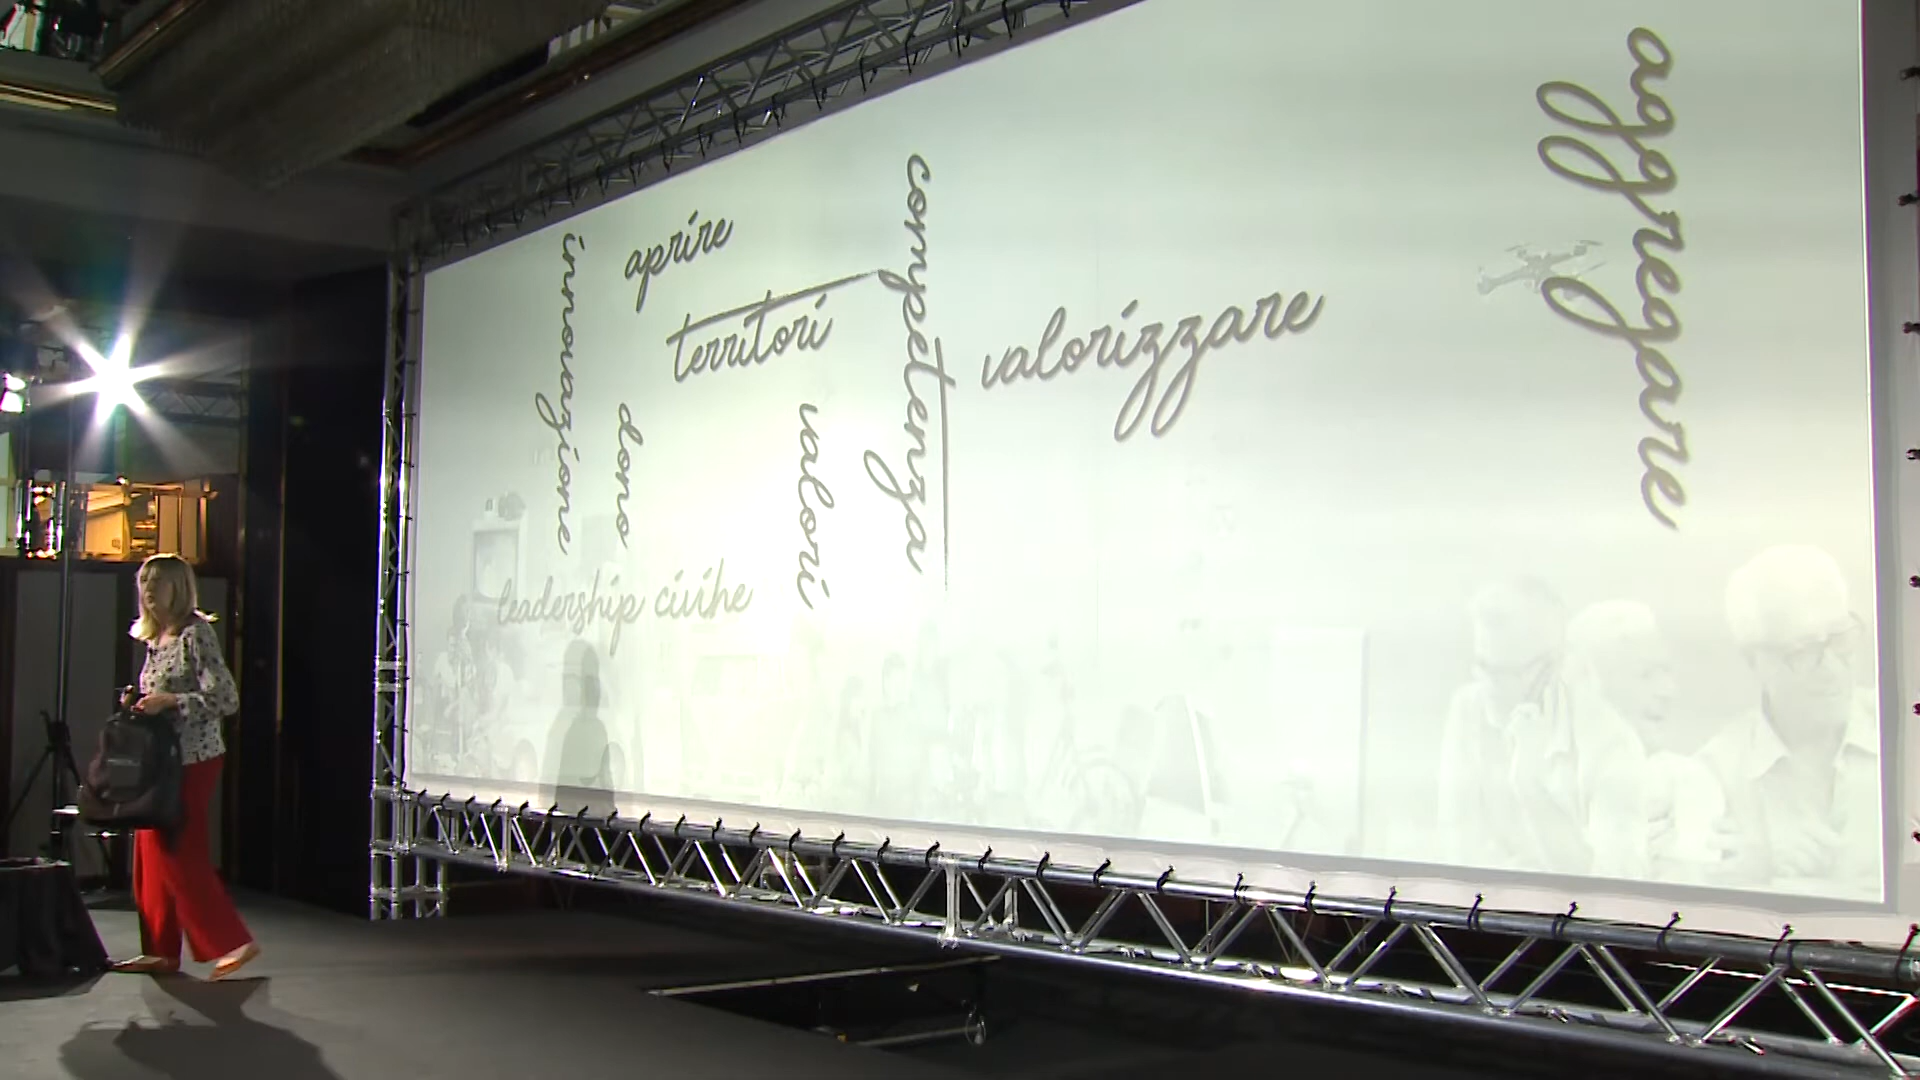 aprire
innovazione
territori
competenza
valorizzare
aggregare
dono
valori
leadership civihe